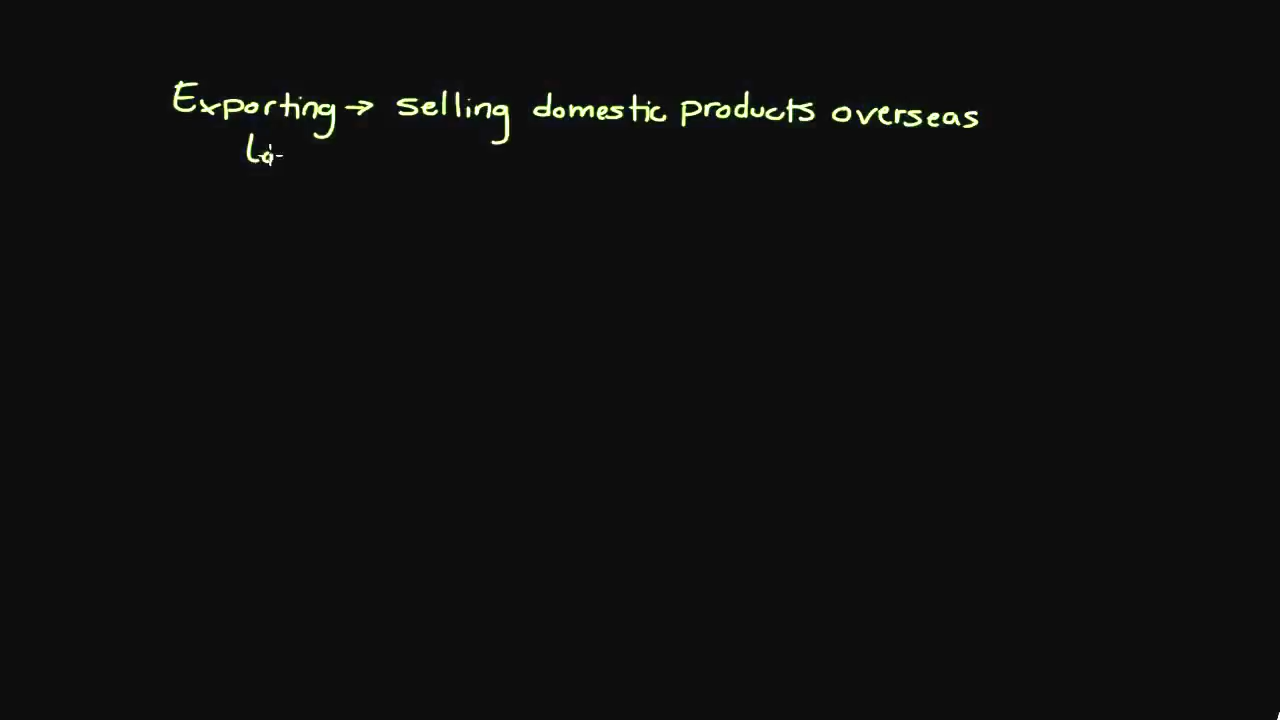 Exporting → selling domestic products overseas